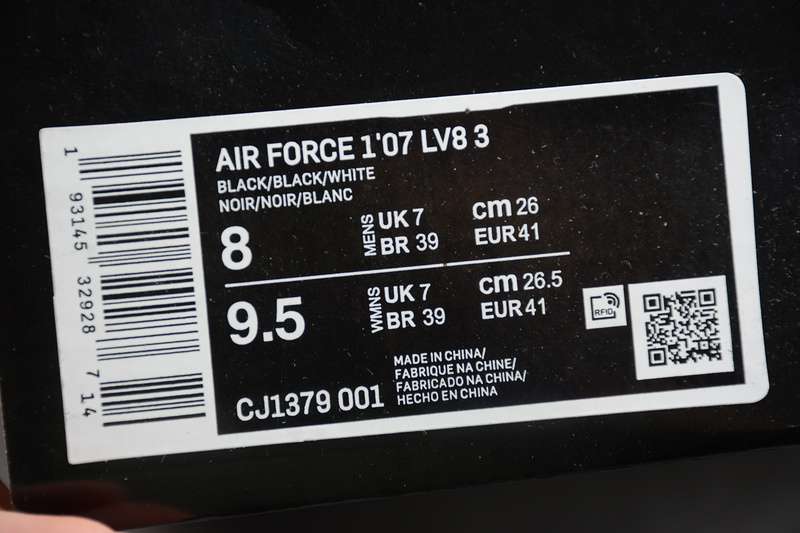 AIR FORCE 1'07 LV8 3
BLACK/BLACK/WHITE
NOIR/NOIR/BLANC
8
MENS
UK 7
BR 39
cm 26
EUR 41
9.5
WMNS
UK 7
BR 39
cm 26.5
EUR 41
RFID
CJ1379 001
MADE IN CHINA/
FABRIQUE NA CHINE/
FABRICADO NA CHINA/
HECHO EN CHINA
1 93145 32928 7 14